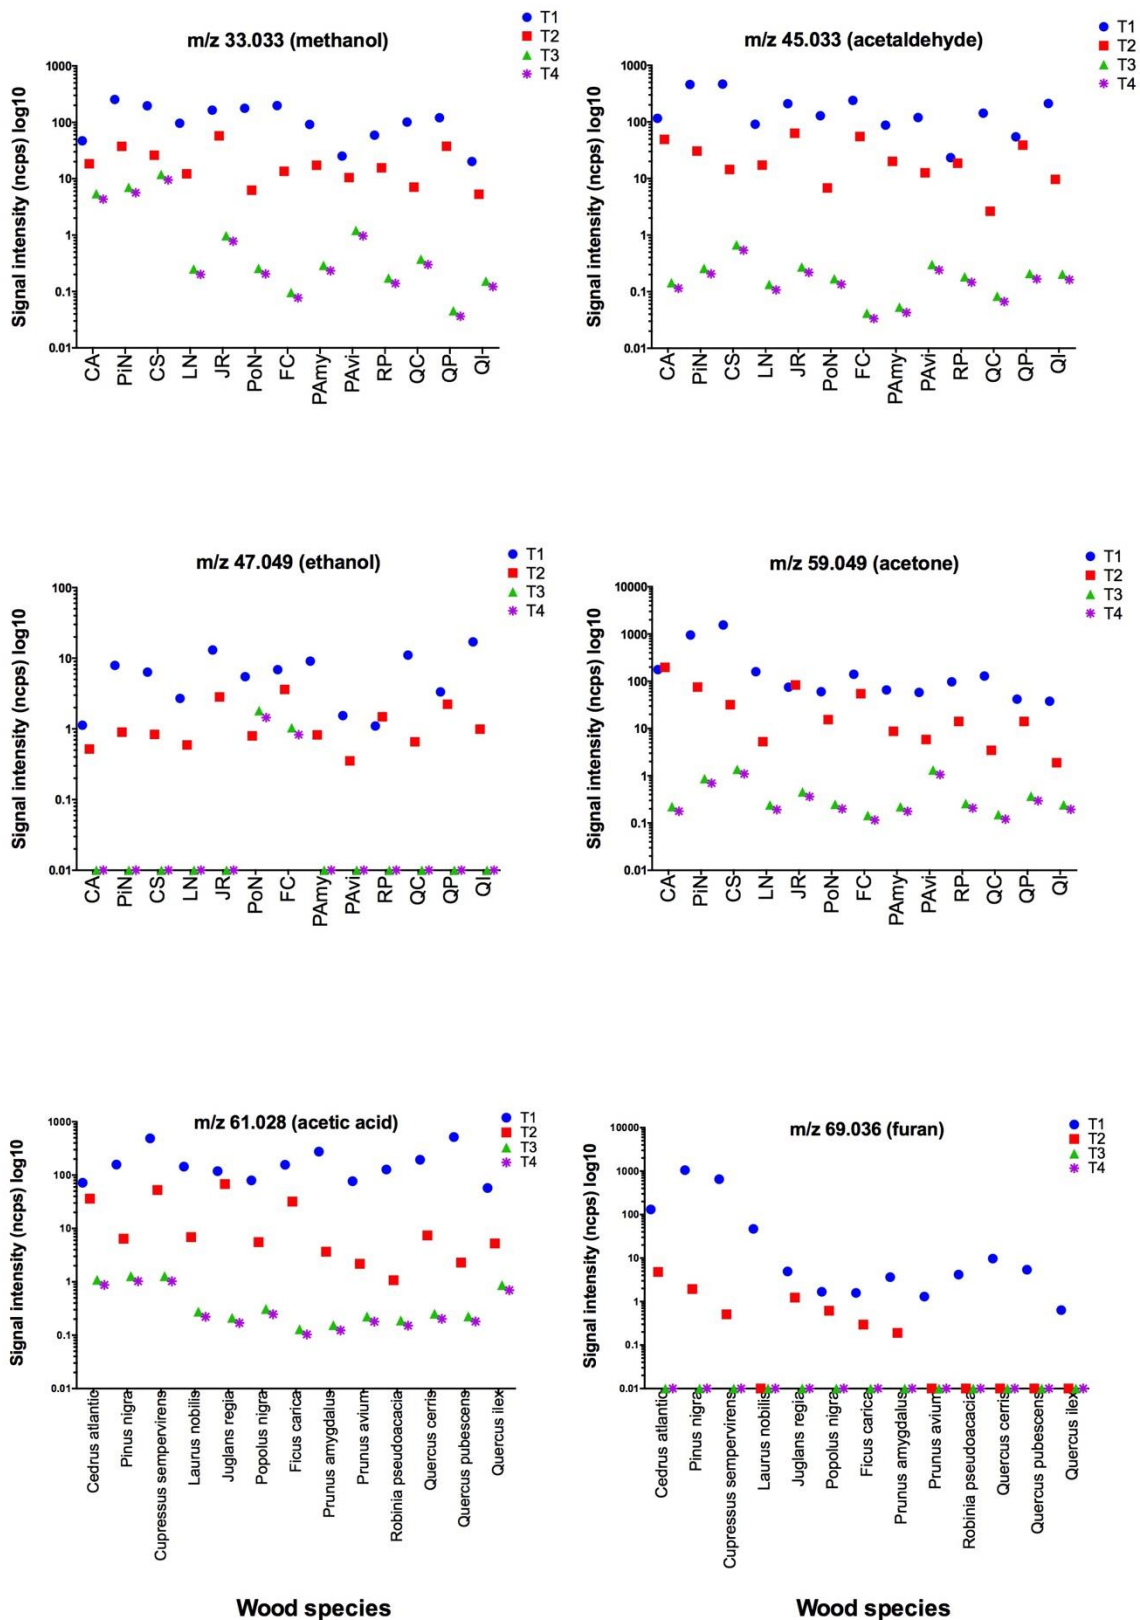 m/z 33.033 (methanol)
T1
T2
T3
T4
Signal intensity (ncps) log10
1000
100
10
1
0.1
0.01
CA
PiN
CS
LN
JR
PoN
FC
PAmy
PAvi
RP
QC
QP
QI
m/z 45.033 (acetaldehyde)
T1
T2
T3
T4
Signal intensity (ncps) log10
1000
100
10
1
0.1
0.01
CA
PiN
CS
LN
JR
PoN
FC
PAmy
PAvi
RP
QC
QP
QI
m/z 47.049 (ethanol)
T1
T2
T3
T4
Signal intensity (ncps) log10
100
10
1
0.1
0.01
CA
PiN
CS
LN
JR
PoN
FC
PAmy
PAvi
RP
QC
QP
QI
m/z 59.049 (acetone)
T1
T2
T3
T4
Signal intensity (ncps) log10
10000
1000
100
10
1
0.1
0.01
CA
PiN
CS
LN
JR
PoN
FC
PAmy
PAvi
RP
QC
QP
QI
m/z 61.028 (acetic acid)
T1
T2
T3
T4
Signal intensity (ncps) log10
1000
100
10
1
0.1
0.01
Cedrus atlantic
Pinus nigra
Cupressus sempervirens
Laurus nobilis
Juglans regia
Popolus nigra
Ficus carica
Prunus amygdalus
Prunus avium
Robinia pseudoacacia
Quercus cerris
Quercus pubescens
Quercus ilex
Wood species
m/z 69.036 (furan)
T1
T2
T3
T4
Signal intensity (ncps) log10
10000
1000
100
10
1
0.1
0.01
Cedrus atlantic
Pinus nigra
Cupressus sempervirens
Laurus nobilis
Juglans regia
Popolus nigra
Ficus carica
Prunus amygdalus
Prunus avium
Robinia pseudoacacia
Quercus cerris
Quercus pubescens
Quercus ilex
Wood species